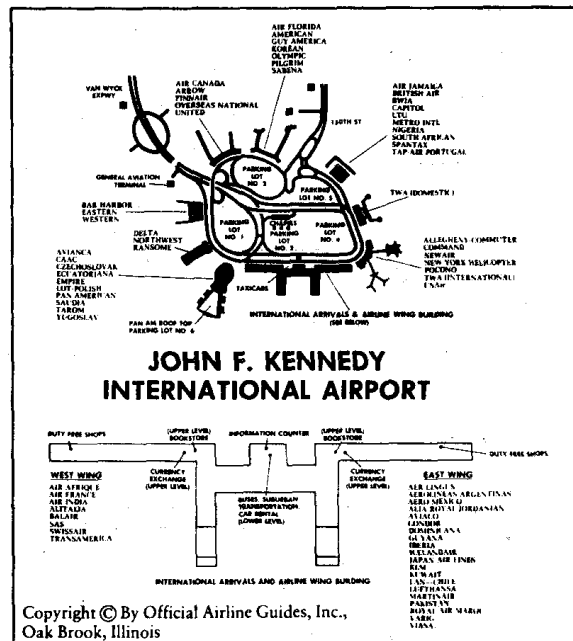 AIR FLORIDA
AMERICAN
GUY AMERICA
KOREAN
OLYMPIC
PILGRIM
SABENA
VAN WYCK
EXPWY
AIR CANADA
ARROW
FINNAIR
OVERSEAS NATIONAL
UNITED
150TH ST
AIR JAMAICA
BRITISH AIR
BWIA
CAPITOL
LTU
METRO INTL
NIGERIA
SOUTH AFRICAN
SPANTAX
TAP AIR PORTUGAL
GENERAL AVIATION
TERMINAL
PARKING
LOT
NO 3
PARKING
LOT NO. 5
TWA (DOMESTIC)
BAR HARBOR
EASTERN
WESTERN
PARKING
LOT
NO. 1
CHAPELS
PARKING
LOT
NO. 2
PARKING
LOT
NO. 4
DELTA
NORTHWEST
RANSOME
ALLEGHENY COMMUTER
COMMAND
NEWAIR
NEW YORK HELICOPTER
POCONO
TWA (INTERNATIONAL)
USAir
AVIANCA
CAAC
CZECHOSLOVAK
ECUATORIANA
EMPIRE
LOT-POLISH
PAN AMERICAN
SAUDIA
TAROM
YUGOSLAV
TAXICABS
INTERNATIONAL ARRIVALS & AIRLINE WING BUILDING
(SEE BELOW)
PAN AM ROOF TOP
PARKING LOT NO. 6
JOHN F. KENNEDY
INTERNATIONAL AIRPORT
DUTY FREE SHOPS
(UPPER LEVEL)
BOOKSTORE
INFORMATION COUNTER
(UPPER LEVEL)
BOOKSTORE
DUTY FREE SHOPS
CURRENCY
EXCHANGE
(UPPER LEVEL)
CURRENCY
EXCHANGE
(UPPER LEVEL)
WEST WING
AIR AFRIQUE
AIR FRANCE
AIR INDIA
ALITALIA
BALAIR
SAS
SWISSAIR
TRANSAMERICA
BUSES, SUBURBAN
TRANSPORTATION
CAR RENTAL
(LOWER LEVEL)
EAST WING
AER LINGUS
AEROLINEAS ARGENTINAS
AERO MEXICO
ALIA ROYAL JORDANIAN
AVIACO
CONDOR
DOMINICANA
GUYANA
IBERIA
ICELANDAIR
JAPAN AIR LINES
KLM
KUWAIT
LAN-CHILE
LUFTHANSA
MARTINAIR
PAKISTAN
ROYAL AIR MAROC
VARIG
VIASA
INTERNATIONAL ARRIVALS AND AIRLINE WING BUILDING
Copyright © By Official Airline Guides, Inc.,
Oak Brook, Illinois